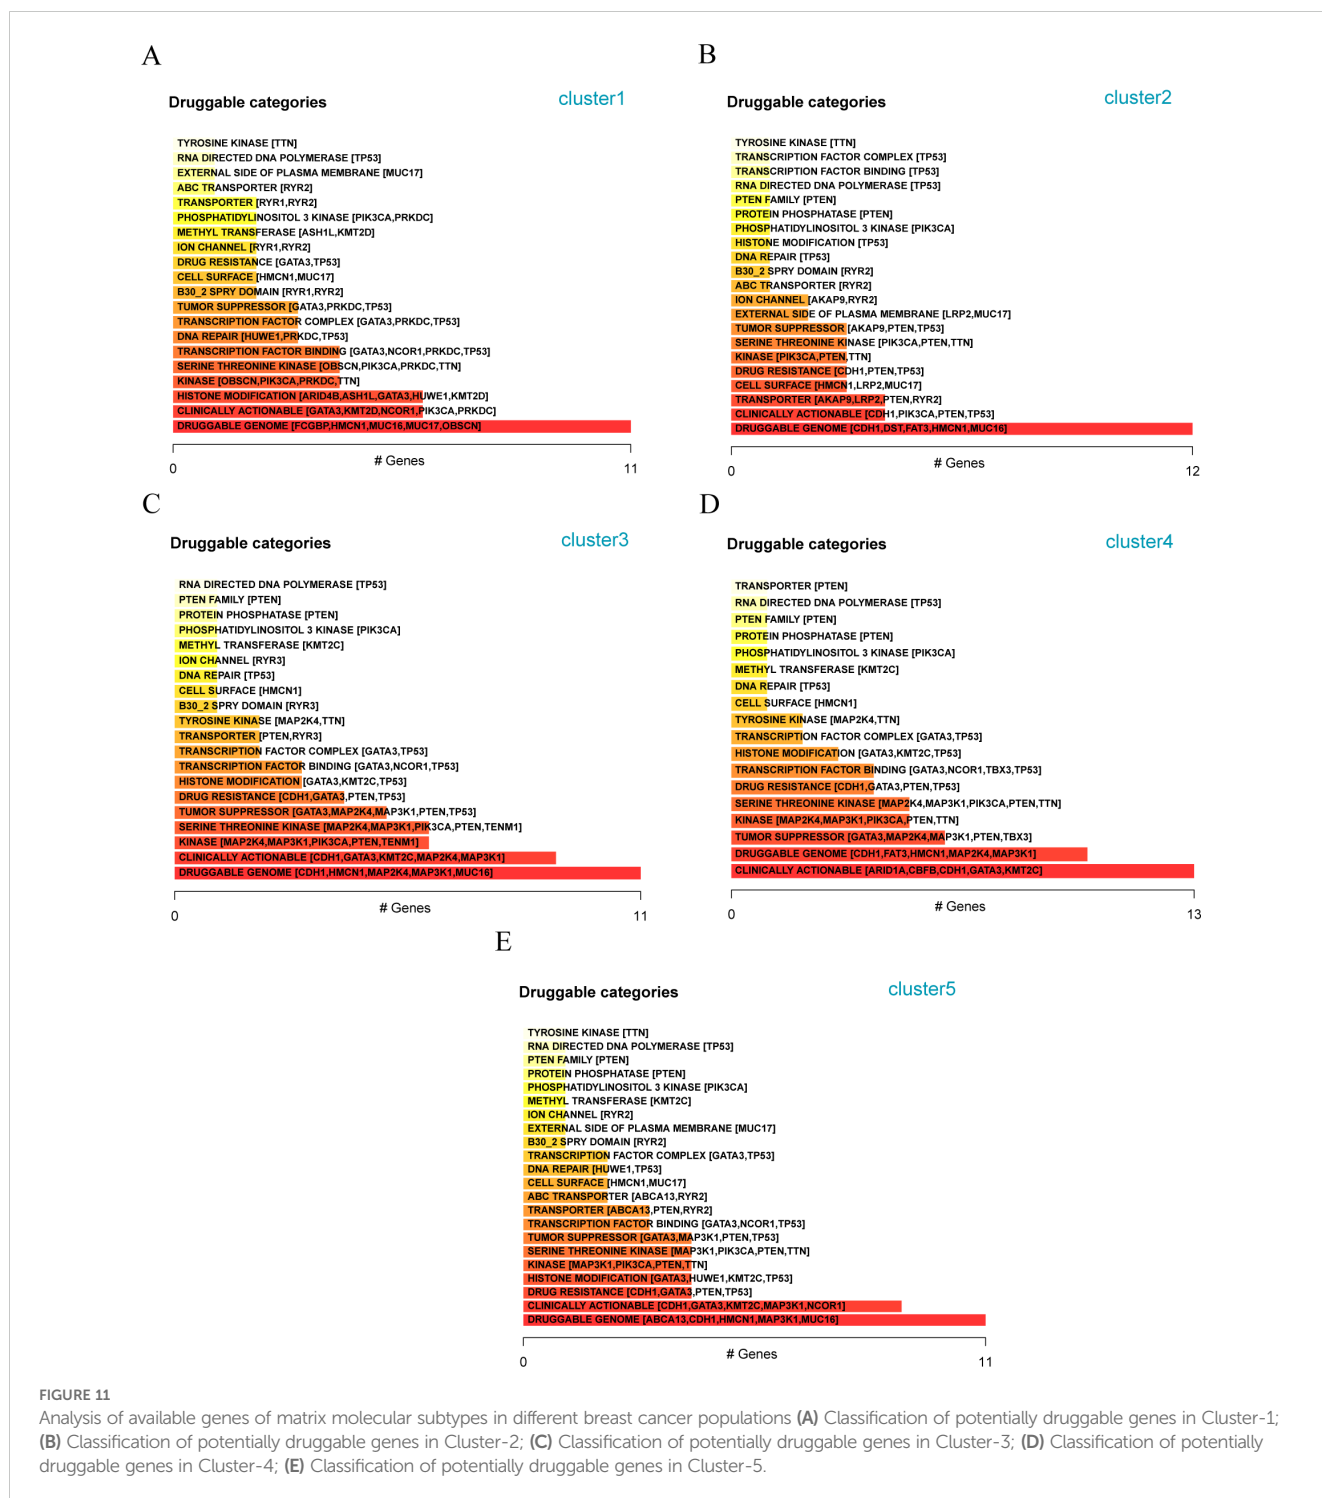 A
Druggable categories
cluster1
TYROSINE KINASE [TTN]
RNA DIRECTED DNA POLYMERASE [TP53]
EXTERNAL SIDE OF PLASMA MEMBRANE [MUC17]
ABC TRANSPORTER [RYR2]
TRANSPORTER [RYR1,RYR2]
PHOSPHATIDYLINOSITOL 3 KINASE [PIK3CA,PRKDC]
METHYL TRANSFERASE [ASH1L,KMT2D]
ION CHANNEL [RYR1,RYR2]
DRUG RESISTANCE [GATA3,TP53]
CELL SURFACE [HMCN1,MUC17]
B30_2 SPRY DOMAIN [RYR1,RYR2]
TUMOR SUPPRESSOR [GATA3,PRKDC,TP53]
TRANSCRIPTION FACTOR COMPLEX [GATA3,PRKDC,TP53]
DNA REPAIR [HUWE1,PRKDC,TP53]
TRANSCRIPTION FACTOR BINDING [GATA3,NCOR1,PRKDC,TP53]
SERINE THREONINE KINASE [OBSCN,PIK3CA,PRKDC,TTN]
KINASE [OBSCN,PIK3CA,PRKDC,TTN]
HISTONE MODIFICATION [ARID4B,ASH1L,GATA3,HUWE1,KMT2D]
CLINICALLY ACTIONABLE [GATA3,KMT2D,NCOR1,PIK3CA,PRKDC]
DRUGGABLE GENOME [FCGBP,HMCN1,MUC16,MUC17,OBSCN]
0
# Genes
11
B
Druggable categories
cluster2
TYROSINE KINASE [TTN]
TRANSCRIPTION FACTOR COMPLEX [TP53]
TRANSCRIPTION FACTOR BINDING [TP53]
RNA DIRECTED DNA POLYMERASE [TP53]
PTEN FAMILY [PTEN]
PROTEIN PHOSPHATASE [PTEN]
PHOSPHATIDYLINOSITOL 3 KINASE [PIK3CA]
HISTONE MODIFICATION [TP53]
DNA REPAIR [TP53]
B30_2 SPRY DOMAIN [RYR2]
ABC TRANSPORTER [RYR2]
ION CHANNEL [AKAP9,RYR2]
EXTERNAL SIDE OF PLASMA MEMBRANE [LRP2,MUC17]
TUMOR SUPPRESSOR [AKAP9,PTEN,TP53]
SERINE THREONINE KINASE [PIK3CA,PTEN,TTN]
KINASE [PIK3CA,PTEN,TTN]
DRUG RESISTANCE [CDH1,PTEN,TP53]
CELL SURFACE [HMCN1,LRP2,MUC17]
TRANSPORTER [AKAP9,LRP2,PTEN,RYR2]
CLINICALLY ACTIONABLE [CDH1,PIK3CA,PTEN,TP53]
DRUGGABLE GENOME [CDH1,DST,FAT3,HMCN1,MUC16]
0
# Genes
12
C
Druggable categories
cluster3
RNA DIRECTED DNA POLYMERASE [TP53]
PTEN FAMILY [PTEN]
PROTEIN PHOSPHATASE [PTEN]
PHOSPHATIDYLINOSITOL 3 KINASE [PIK3CA]
METHYL TRANSFERASE [KMT2C]
ION CHANNEL [RYR3]
DNA REPAIR [TP53]
CELL SURFACE [HMCN1]
B30_2 SPRY DOMAIN [RYR3]
TYROSINE KINASE [MAP2K4,TTN]
TRANSPORTER [PTEN,RYR3]
TRANSCRIPTION FACTOR COMPLEX [GATA3,TP53]
TRANSCRIPTION FACTOR BINDING [GATA3,NCOR1,TP53]
HISTONE MODIFICATION [GATA3,KMT2C,TP53]
DRUG RESISTANCE [CDH1,GATA3,PTEN,TP53]
TUMOR SUPPRESSOR [GATA3,MAP2K4,MAP3K1,PTEN,TP53]
SERINE THREONINE KINASE [MAP2K4,MAP3K1,PIK3CA,PTEN,TENM1]
KINASE [MAP2K4,MAP3K1,PIK3CA,PTEN,TENM1]
CLINICALLY ACTIONABLE [CDH1,GATA3,KMT2C,MAP2K4,MAP3K1]
DRUGGABLE GENOME [CDH1,HMCN1,MAP2K4,MAP3K1,MUC16]
0
# Genes
11
D
Druggable categories
cluster4
TRANSPORTER [PTEN]
RNA DIRECTED DNA POLYMERASE [TP53]
PTEN FAMILY [PTEN]
PROTEIN PHOSPHATASE [PTEN]
PHOSPHATIDYLINOSITOL 3 KINASE [PIK3CA]
METHYL TRANSFERASE [KMT2C]
DNA REPAIR [TP53]
CELL SURFACE [HMCN1]
TYROSINE KINASE [MAP2K4,TTN]
TRANSCRIPTION FACTOR COMPLEX [GATA3,TP53]
HISTONE MODIFICATION [GATA3,KMT2C,TP53]
TRANSCRIPTION FACTOR BINDING [GATA3,NCOR1,TBX3,TP53]
DRUG RESISTANCE [CDH1,GATA3,PTEN,TP53]
SERINE THREONINE KINASE [MAP2K4,MAP3K1,PIK3CA,PTEN,TTN]
KINASE [MAP2K4,MAP3K1,PIK3CA,PTEN,TTN]
TUMOR SUPPRESSOR [GATA3,MAP2K4,MAP3K1,PTEN,TBX3]
DRUGGABLE GENOME [CDH1,FAT3,HMCN1,MAP2K4,MAP3K1]
CLINICALLY ACTIONABLE [ARID1A,CBFB,CDH1,GATA3,KMT2C]
0
# Genes
13
E
Druggable categories
cluster5
TYROSINE KINASE [TTN]
RNA DIRECTED DNA POLYMERASE [TP53]
PTEN FAMILY [PTEN]
PROTEIN PHOSPHATASE [PTEN]
PHOSPHATIDYLINOSITOL 3 KINASE [PIK3CA]
METHYL TRANSFERASE [KMT2C]
ION CHANNEL [RYR2]
EXTERNAL SIDE OF PLASMA MEMBRANE [MUC17]
B30_2 SPRY DOMAIN [RYR2]
TRANSCRIPTION FACTOR COMPLEX [GATA3,TP53]
DNA REPAIR [HUWE1,TP53]
CELL SURFACE [HMCN1,MUC17]
ABC TRANSPORTER [ABCA13,RYR2]
TRANSPORTER [ABCA13,PTEN,RYR2]
TRANSCRIPTION FACTOR BINDING [GATA3,NCOR1,TP53]
TUMOR SUPPRESSOR [GATA3,MAP3K1,PTEN,TP53]
SERINE THREONINE KINASE [MAP3K1,PIK3CA,PTEN,TTN]
KINASE [MAP3K1,PIK3CA,PTEN,TTN]
HISTONE MODIFICATION [GATA3,HUWE1,KMT2C,TP53]
DRUG RESISTANCE [CDH1,GATA3,PTEN,TP53]
CLINICALLY ACTIONABLE [CDH1,GATA3,KMT2C,MAP3K1,NCOR1]
DRUGGABLE GENOME [ABCA13,CDH1,HMCN1,MAP3K1,MUC16]
0
# Genes
11
FIGURE 11
Analysis of available genes of matrix molecular subtypes in different breast cancer populations (A) Classification of potentially druggable genes in Cluster-1;
(B) Classification of potentially druggable genes in Cluster-2; (C) Classification of potentially druggable genes in Cluster-3; (D) Classification of potentially
druggable genes in Cluster-4; (E) Classification of potentially druggable genes in Cluster-5.